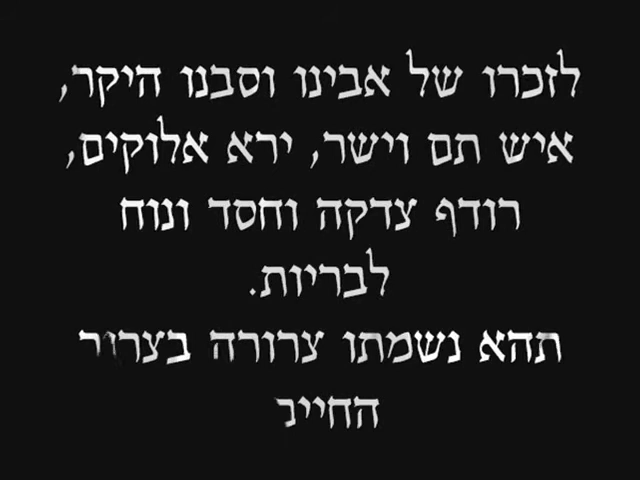 לזכרו של אבינו וסבנו היקר,
איש תם וישר, ירא אלוקים,
רודף צדקה וחסד ונוח
לבריות.
תהא נשמתו צרורה בצרור
החיים